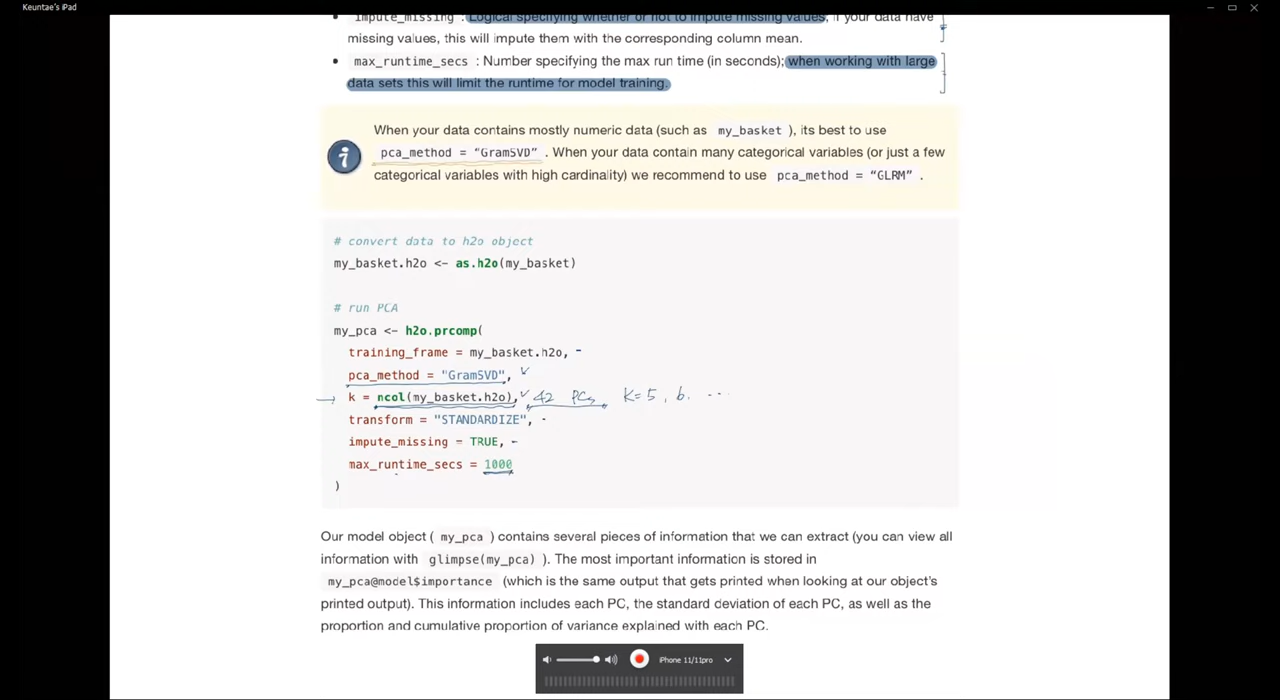 Keuntae's iPad
• impute_missing : Logical specifying whether or not to impute missing values; if your data have
missing values, this will impute them with the corresponding column mean.
• max_runtime_secs : Number specifying the max run time (in seconds); when working with large
data sets this will limit the runtime for model training.
When your data contains mostly numeric data (such as my_basket ), its best to use
pca_method = “GramSVD” . When your data contain many categorical variables (or just a few
categorical variables with high cardinality) we recommend to use pca_method = “GLRM” .
# convert data to h2o object
my_basket.h2o <- as.h2o(my_basket)
# run PCA
my_pca <- h2o.prcomp(
training_frame = my_basket.h2o,
pca_method = "GramSVD",
k = ncol(my_basket.h2o), 42 PCs K=5, 6. ...
transform = "STANDARDIZE",
impute_missing = TRUE,
max_runtime_secs = 1000
)
Our model object ( my_pca ) contains several pieces of information that we can extract (you can view all
information with glimpse(my_pca) ). The most important information is stored in
my_pca@model$importance (which is the same output that gets printed when looking at our object’s
printed output). This information includes each PC, the standard deviation of each PC, as well as the
proportion and cumulative proportion of variance explained with each PC.
iPhone 11/11pro